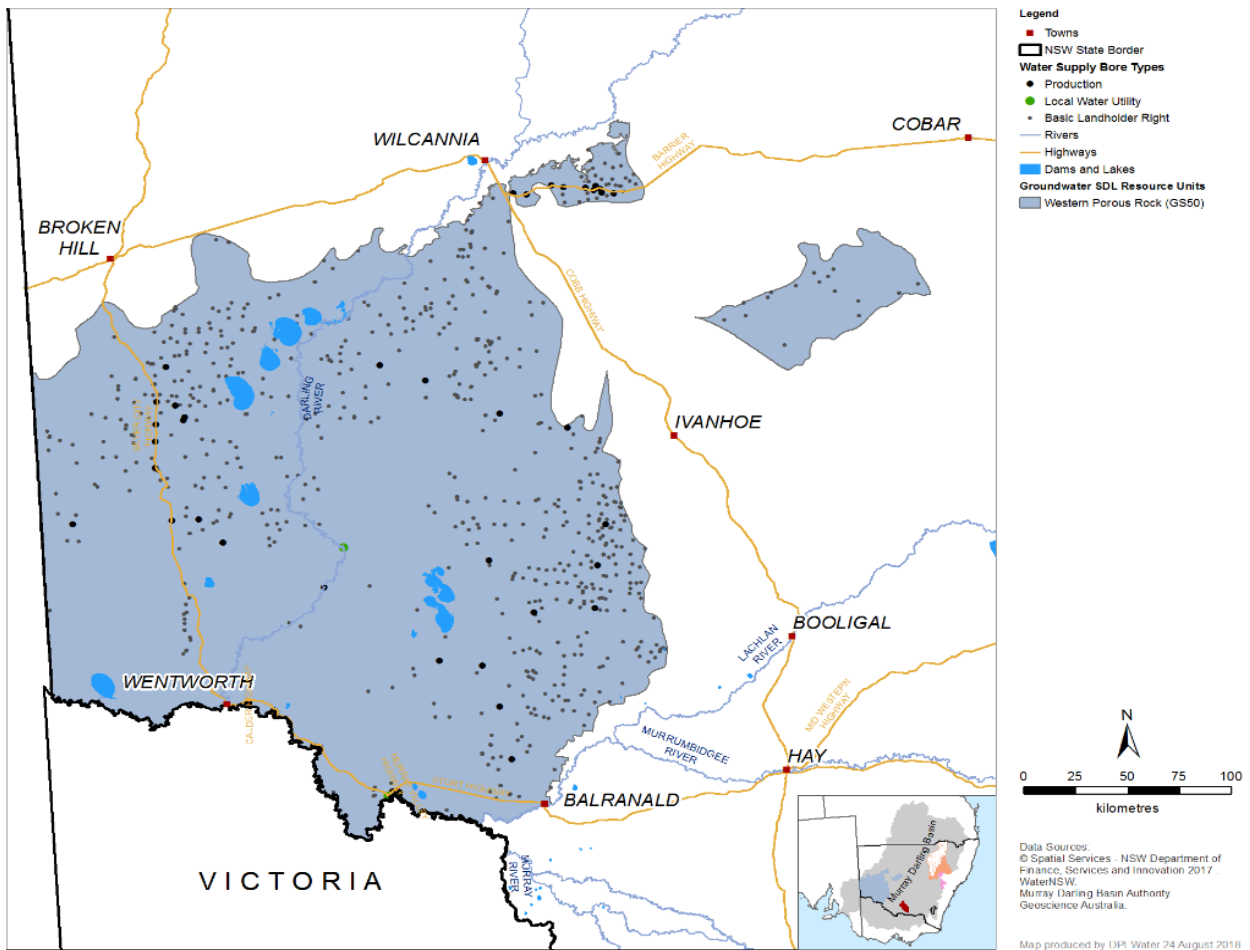 WILCANNIA
COBAR
BARRIER
HIGHWAY
BROKEN
HILL
COBB HIGHWAY
DARLING
RIVER
IVANHOE
BOOLIGAL
LACHLAN
RIVER
WENTWORTH
MID WESTERN
HIGHWAY
MURRUMBIDGEE
RIVER
HAY
BALRANALD
VICTORIA
MURRAY
RIVER
Murray Darling Basin
Legend
Towns
NSW State Border
Water Supply Bore Types
Production
Local Water Utility
Basic Landholder Right
Rivers
Highways
Dams and Lakes
Groundwater SDL Resource Units
Western Porous Rock (GS50)
N
0 25 50 75 100
kilometres
Data Sources:
© Spatial Services - NSW Department of
Finance, Services and Innovation 2017 .
WaterNSW.
Murray Darling Basin Authority
Geoscience Australia.
Map produced by DPI Water 24 August 2018